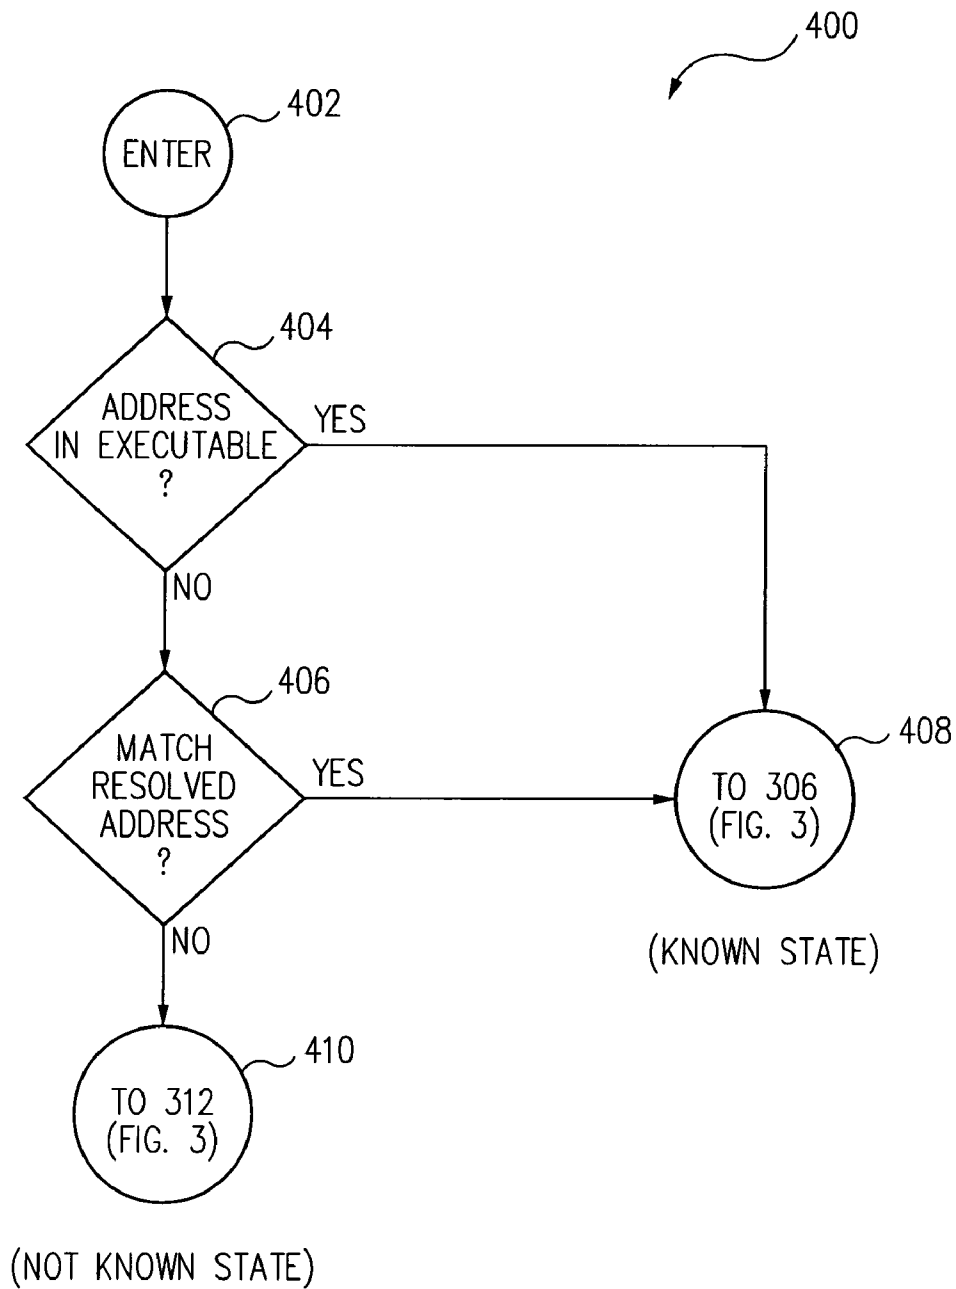 400
402
ENTER
404
ADDRESS
IN EXECUTABLE
?
YES
NO
406
MATCH
RESOLVED
ADDRESS
?
YES
NO
408
TO 306
(FIG. 3)
(KNOWN STATE)
410
TO 312
(FIG. 3)
(NOT KNOWN STATE)